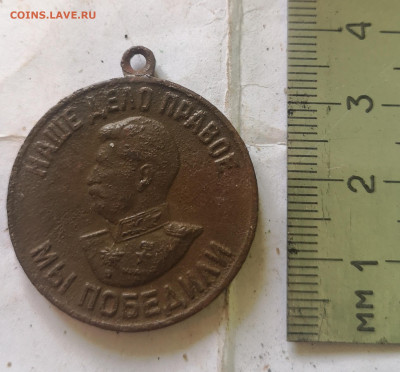 COINS.LAVE.RU
НАШЕ ДЕЛО ПРАВОЕ
МЫ ПОБЕДИЛИ
мм 1 2 3 4